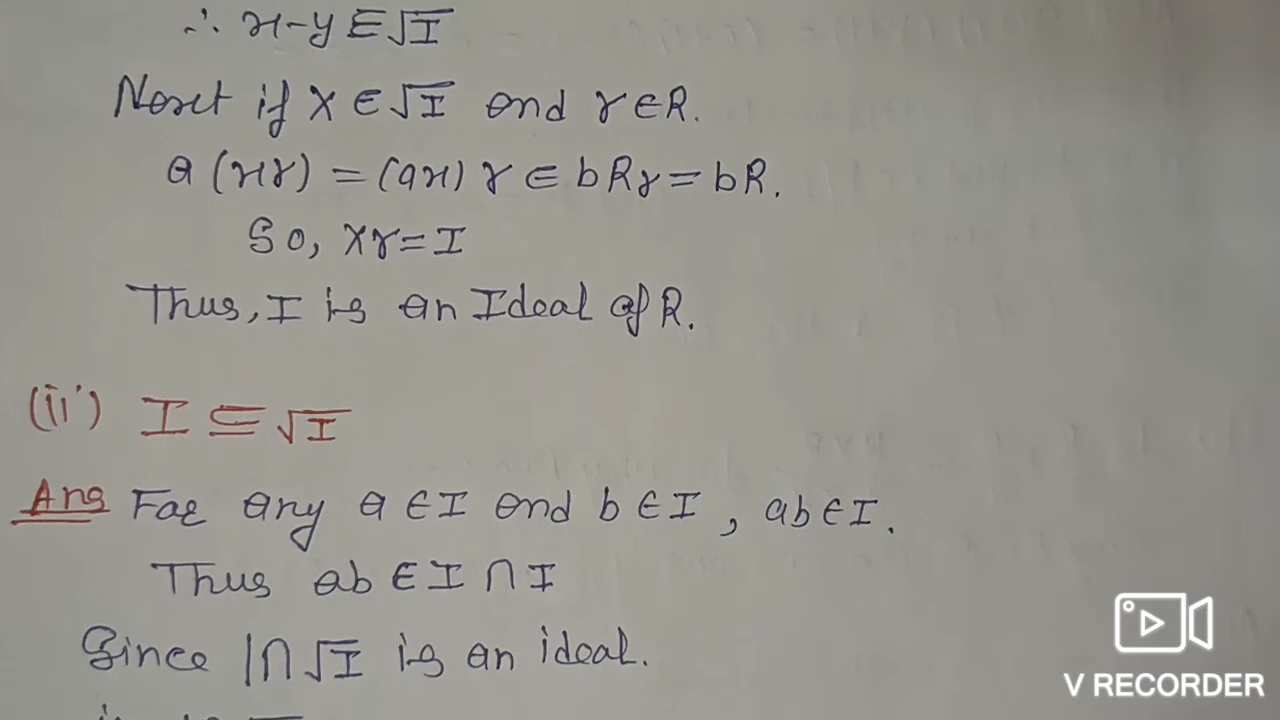 ∴ x-y ∈ √I
Next if x ∈ √I and r ∈ R.
a (xr) = (ax) r ∈ bRr = bR.
So, xr = I
Thus, I is an Ideal of R.
(ii) I ⊆ √I
Ans For any a ∈ I and b ∈ I, ab ∈ I.
Thus ab ∈ I ∩ I
Since I ∩ √I is an ideal.
V RECORDER